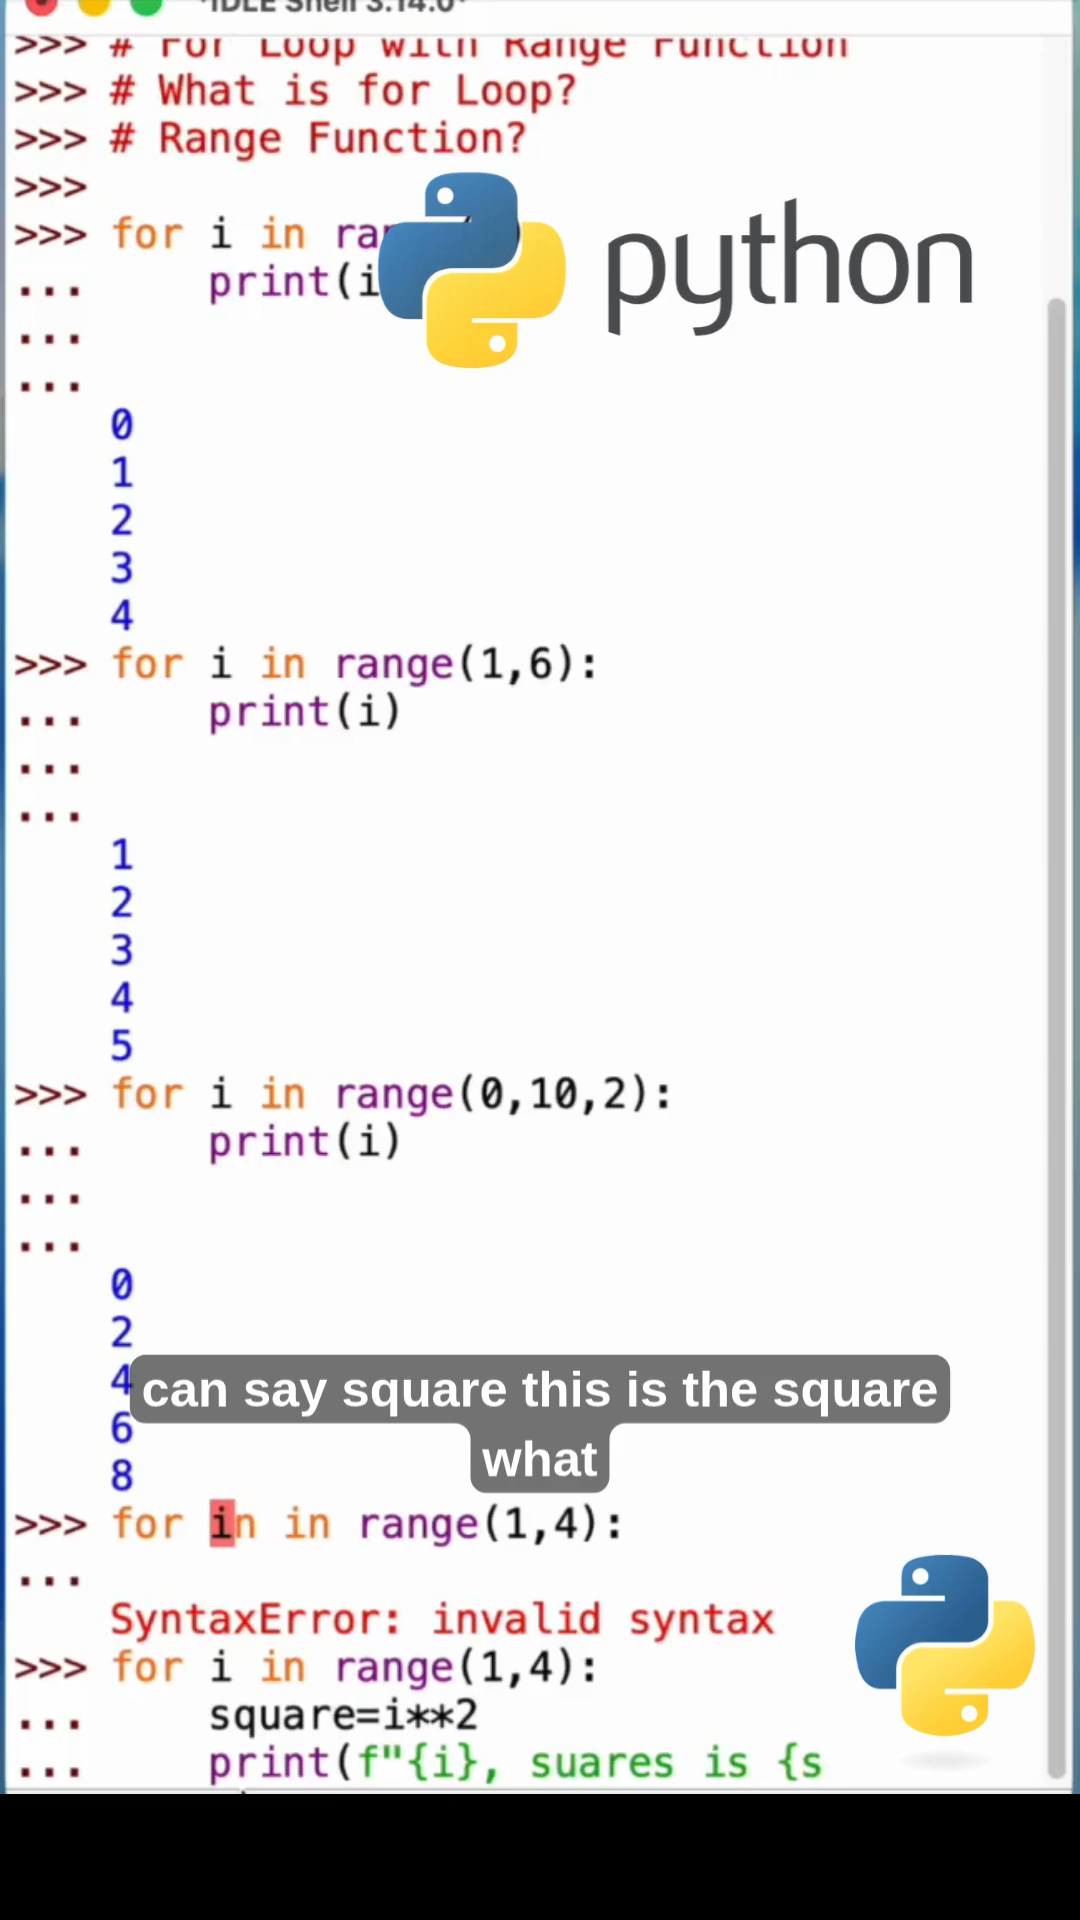 *IDLE Shell 3.14.0*
>>> # For Loop with Range Function
>>> # What is for Loop?
>>> # Range Function?
>>>
>>> for i in
... print(i
...
...
python
0
1
2
3
4
>>> for i in range(1,6):
... print(i)
...
...
1
2
3
4
5
>>> for i in range(0,10,2):
... print(i)
...
...
0
2
4
6
8
can say square this is the square
what
>>> for in in range(1,4):
...
SyntaxError: invalid syntax
>>> for i in range(1,4):
... square=i**2
... print(f"{i}, suares is {s